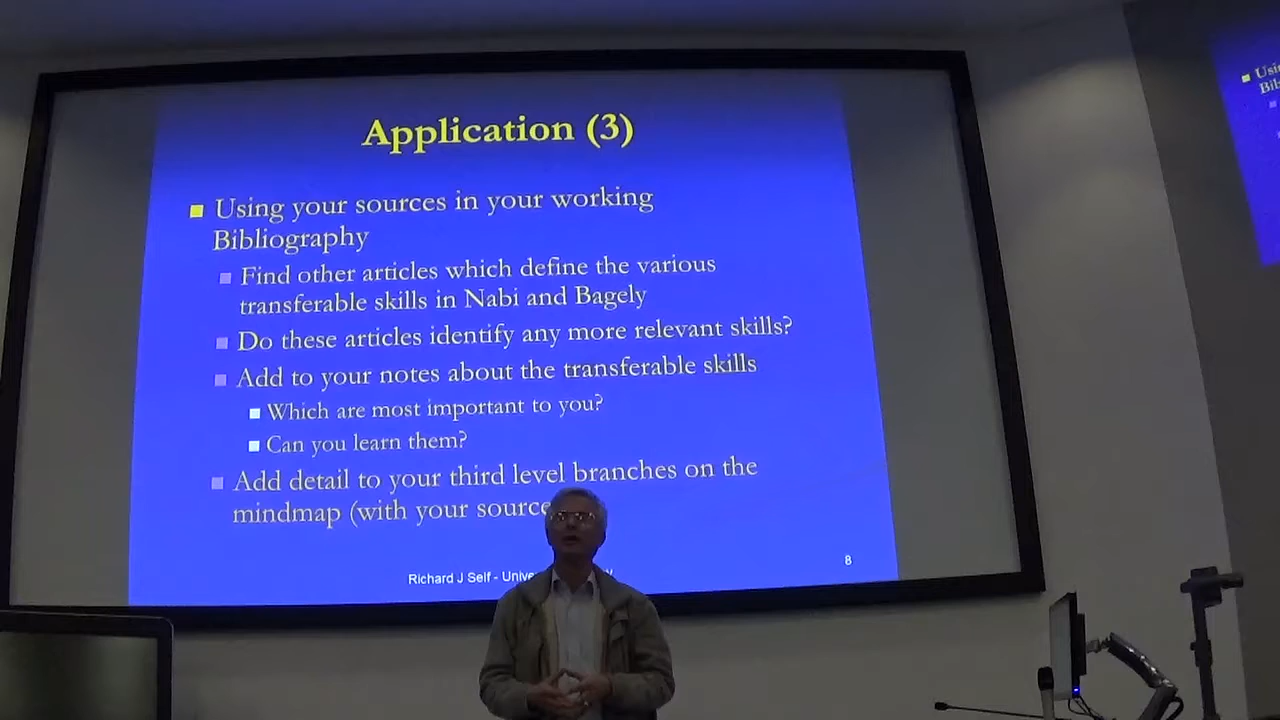 Application (3)
Using your sources in your working
Bibliography
Find other articles which define the various
transferable skills in Nabi and Bagely
Do these articles identify any more relevant skills?
Add to your notes about the transferable skills
Which are most important to you?
Can you learn them?
Add detail to your third level branches on the
mindmap (with your
Richard J Self -
8